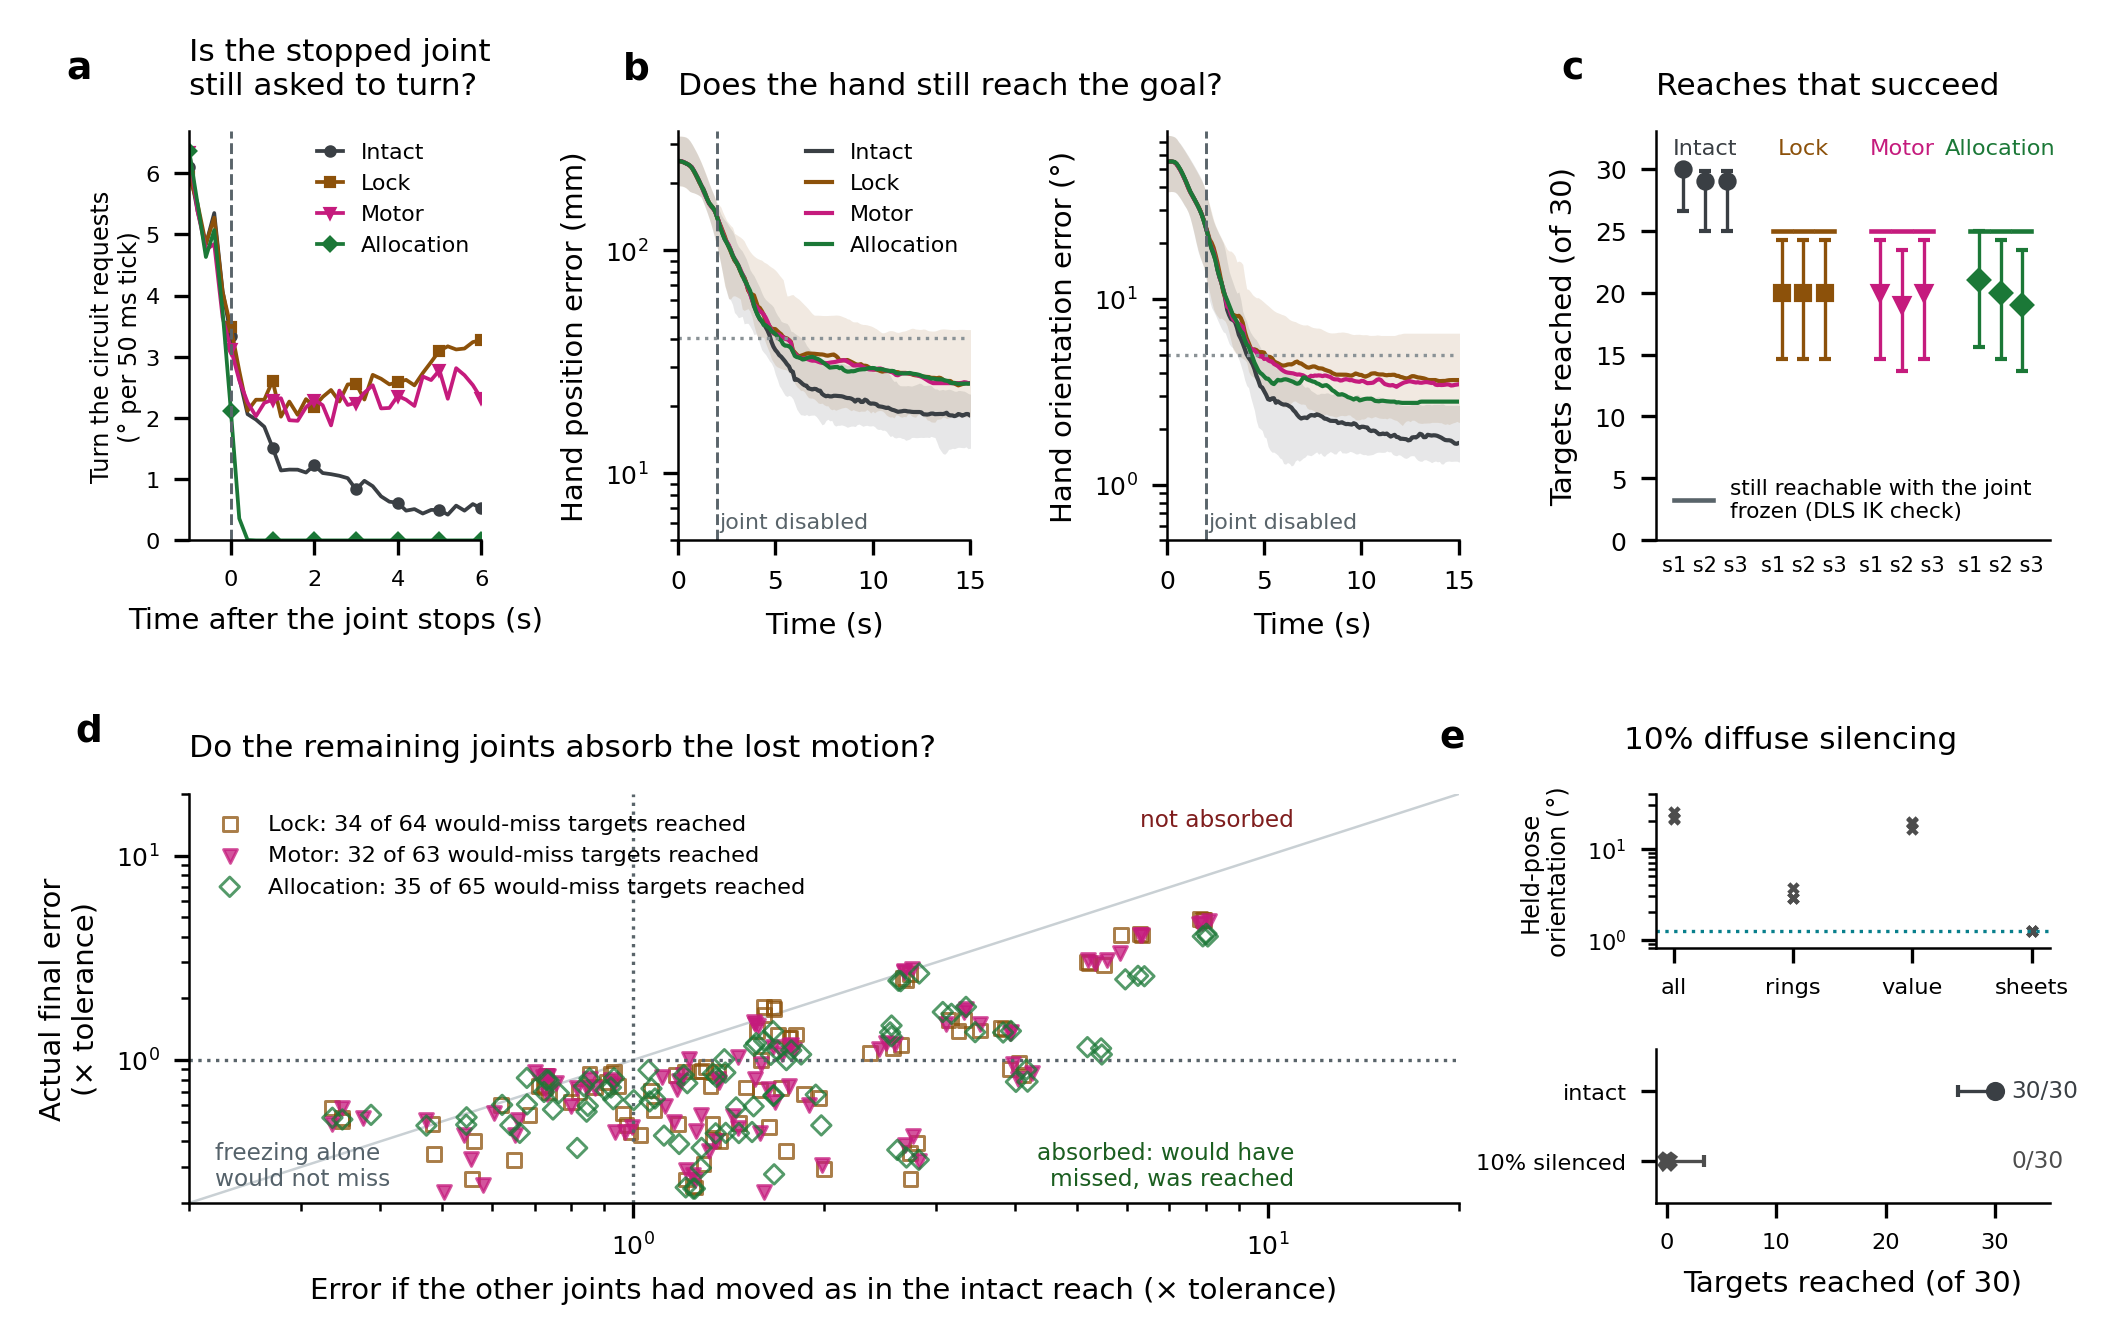 a
Is the stopped joint
still asked to turn?
Turn the circuit requests
(° per 50 ms tick)
6
5
4
3
2
1
0
Intact
Lock
Motor
Allocation
0 2 4 6
Time after the joint stops (s)
b
Does the hand still reach the goal?
Hand position error (mm)
10²
10¹
Intact
Lock
Motor
Allocation
joint disabled
0 5 10 15
Time (s)
Hand orientation error (°)
10¹
10⁰
joint disabled
0 5 10 15
Time (s)
c
Reaches that succeed
Targets reached (of 30)
30
25
20
15
10
5
0
Intact Lock Motor Allocation
still reachable with the joint
frozen (DLS IK check)
s1 s2 s3 s1 s2 s3 s1 s2 s3 s1 s2 s3
d
Do the remaining joints absorb the lost motion?
Actual final error
(× tolerance)
10¹
10⁰
Lock: 34 of 64 would-miss targets reached
Motor: 32 of 63 would-miss targets reached
Allocation: 35 of 65 would-miss targets reached
not absorbed
freezing alone
would not miss
absorbed: would have
missed, was reached
10⁰ 10¹
Error if the other joints had moved as in the intact reach (× tolerance)
e
10% diffuse silencing
Held-pose
orientation (°)
10¹
10⁰
all rings value sheets
intact
30/30
10% silenced
0/30
0 10 20 30
Targets reached (of 30)